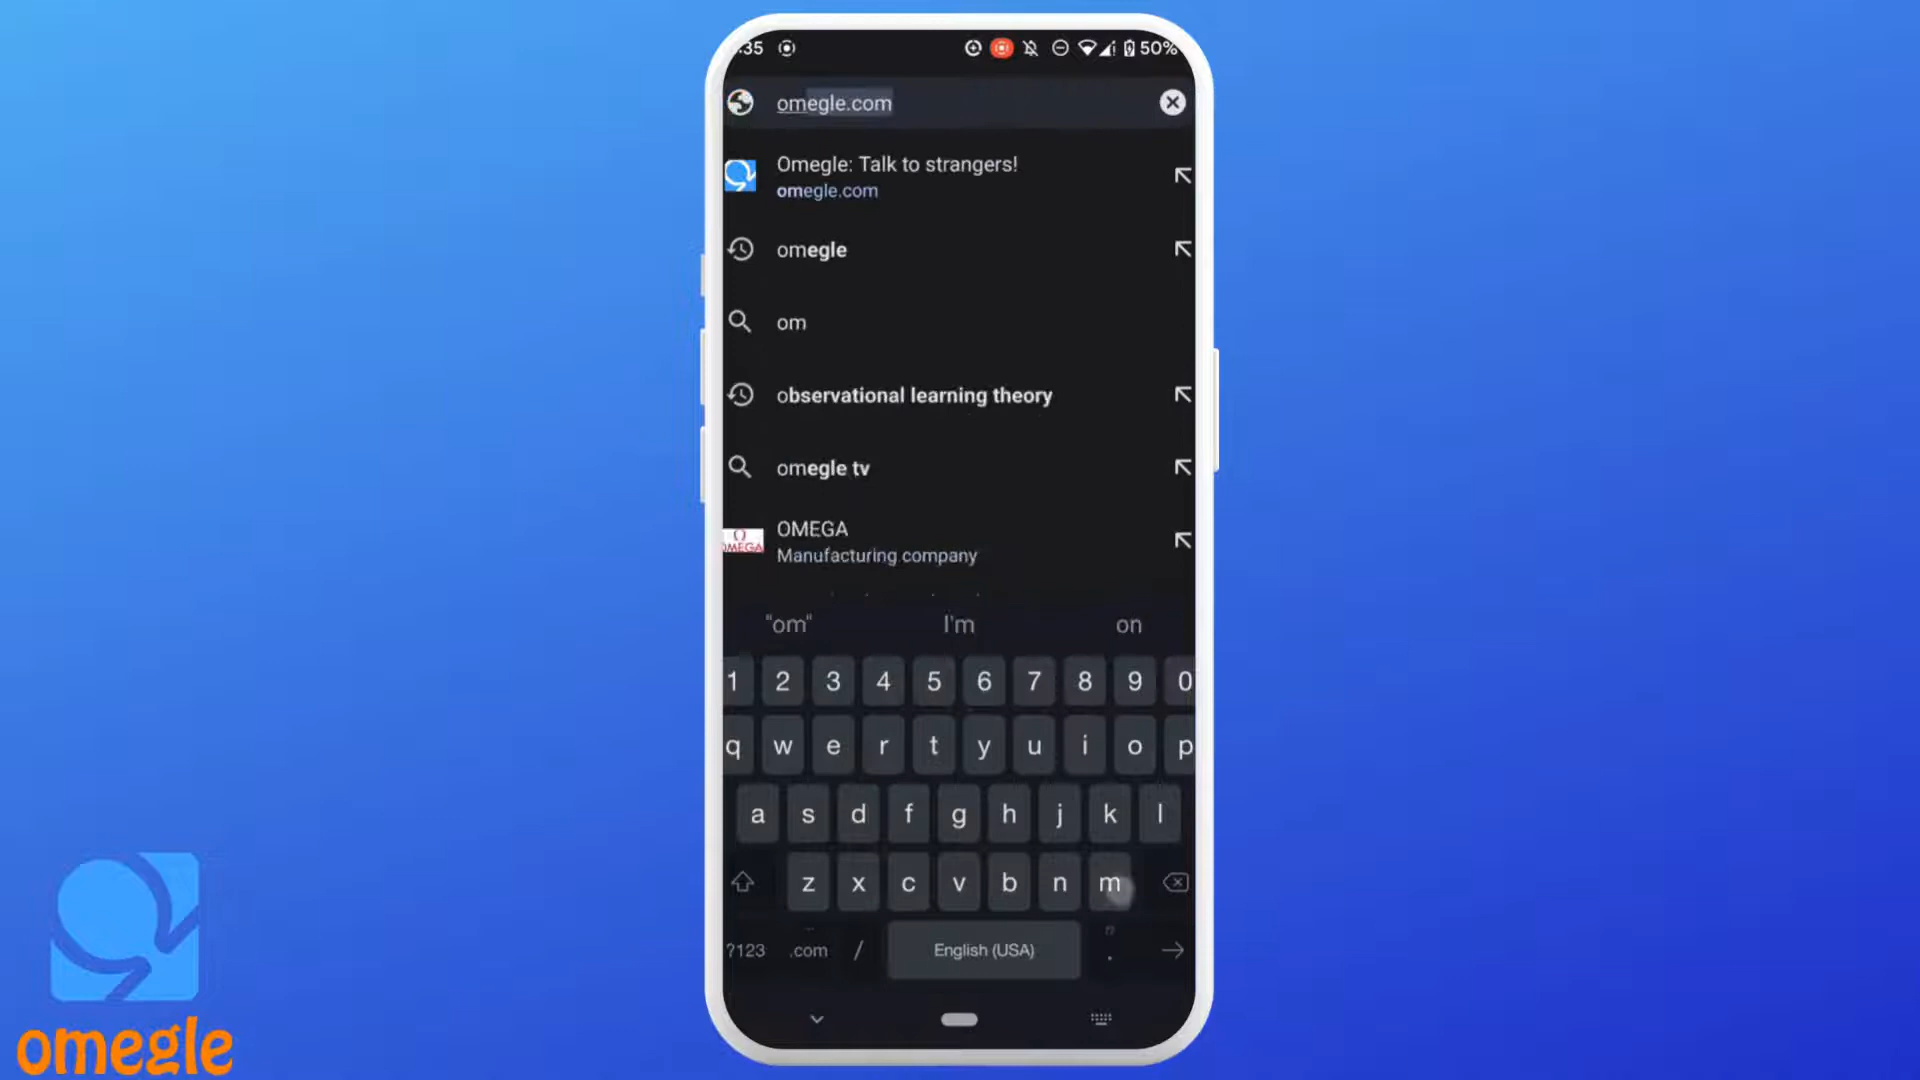 :35 50%
omegle.com
Omegle: Talk to strangers!
omegle.com
omegle
om
observational learning theory
omegle tv
OMEGA
OMEGA
Manufacturing company
"om" I'm on
1 2 3 4 5 6 7 8 9 0
q w e r t y u i o p
a s d f g h j k l
z x c v b n m
?123 .com / English (USA) .
omegle